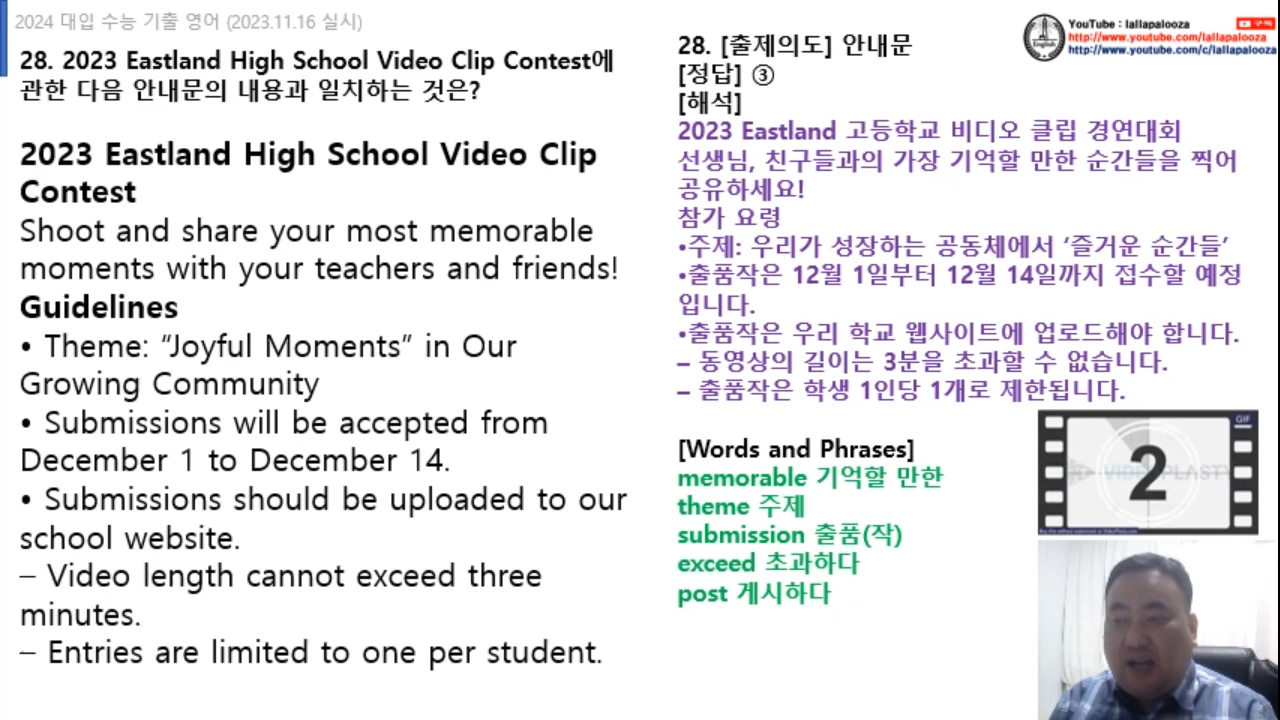 2024 대입 수능 기출 영어 (2023.11.16 실시)
28. 2023 Eastland High School Video Clip Contest에
관한 다음 안내문의 내용과 일치하는 것은?
2023 Eastland High School Video Clip
Contest
Shoot and share your most memorable
moments with your teachers and friends!
Guidelines
• Theme: “Joyful Moments” in Our
Growing Community
• Submissions will be accepted from
December 1 to December 14.
• Submissions should be uploaded to our
school website.
– Video length cannot exceed three
minutes.
– Entries are limited to one per student.
28. [출제의도] 안내문
[정답] ③
[해석]
2023 Eastland 고등학교 비디오 클립 경연대회
선생님, 친구들과의 가장 기억할 만한 순간들을 찍어
공유하세요!
참가 요령
•주제: 우리가 성장하는 공동체에서 ‘즐거운 순간들’
•출품작은 12월 1일부터 12월 14일까지 접수할 예정
입니다.
•출품작은 우리 학교 웹사이트에 업로드해야 합니다.
– 동영상의 길이는 3분을 초과할 수 없습니다.
– 출품작은 학생 1인당 1개로 제한됩니다.
[Words and Phrases]
memorable 기억할 만한
theme 주제
submission 출품(작)
exceed 초과하다
post 게시하다
YouTube : lallapalooza
구독
http://www.youtube.com/lallapalooza
http://www.youtube.com/c/lallapalooza
English
GIF
2